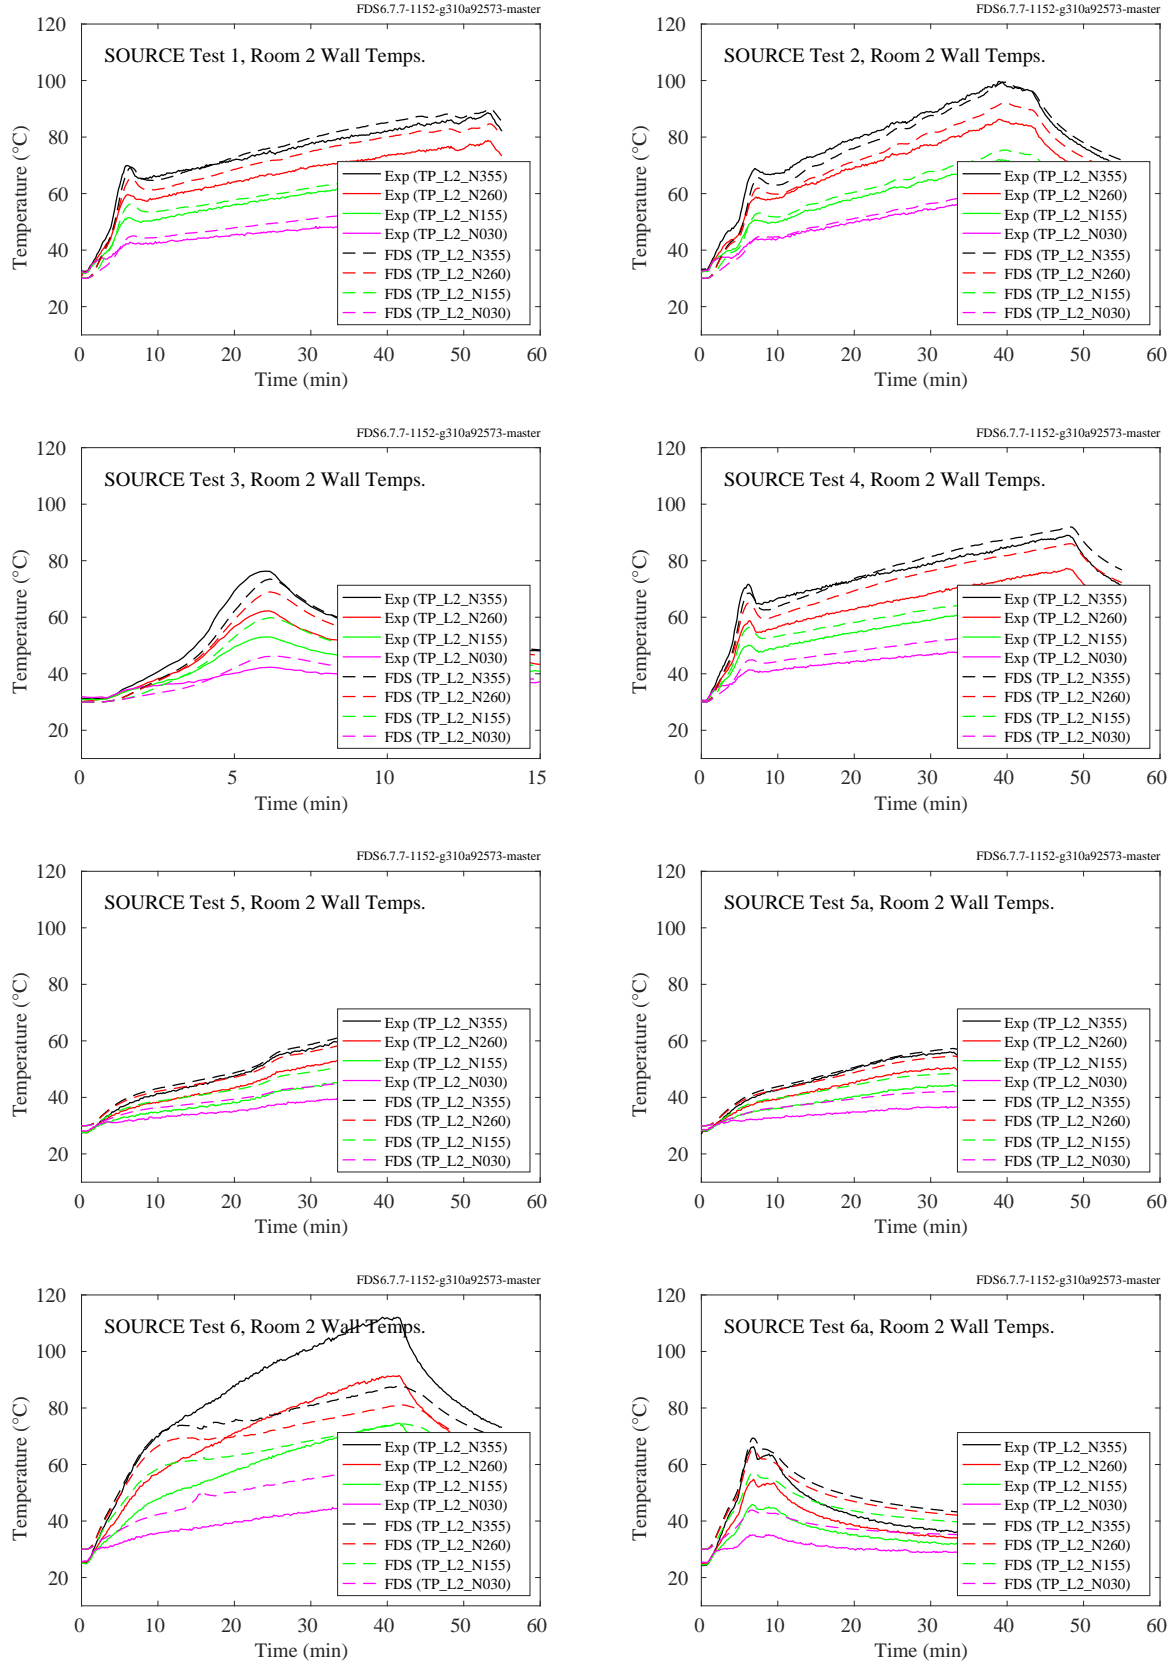 FDS6.7.7-1152-g310a92573-master
SOURCE Test 1, Room 2 Wall Temps.
Temperature (°C)
120
100
80
60
40
20
Exp (TP_L2_N355)
Exp (TP_L2_N260)
Exp (TP_L2_N155)
Exp (TP_L2_N030)
FDS (TP_L2_N355)
FDS (TP_L2_N260)
FDS (TP_L2_N155)
FDS (TP_L2_N030)
0 10 20 30 40 50 60
Time (min)
FDS6.7.7-1152-g310a92573-master
SOURCE Test 2, Room 2 Wall Temps.
Temperature (°C)
120
100
80
60
40
20
Exp (TP_L2_N355)
Exp (TP_L2_N260)
Exp (TP_L2_N155)
Exp (TP_L2_N030)
FDS (TP_L2_N355)
FDS (TP_L2_N260)
FDS (TP_L2_N155)
FDS (TP_L2_N030)
0 10 20 30 40 50 60
Time (min)
FDS6.7.7-1152-g310a92573-master
SOURCE Test 3, Room 2 Wall Temps.
Temperature (°C)
120
100
80
60
40
20
Exp (TP_L2_N355)
Exp (TP_L2_N260)
Exp (TP_L2_N155)
Exp (TP_L2_N030)
FDS (TP_L2_N355)
FDS (TP_L2_N260)
FDS (TP_L2_N155)
FDS (TP_L2_N030)
0 5 10 15
Time (min)
FDS6.7.7-1152-g310a92573-master
SOURCE Test 4, Room 2 Wall Temps.
Temperature (°C)
120
100
80
60
40
20
Exp (TP_L2_N355)
Exp (TP_L2_N260)
Exp (TP_L2_N155)
Exp (TP_L2_N030)
FDS (TP_L2_N355)
FDS (TP_L2_N260)
FDS (TP_L2_N155)
FDS (TP_L2_N030)
0 10 20 30 40 50 60
Time (min)
FDS6.7.7-1152-g310a92573-master
SOURCE Test 5, Room 2 Wall Temps.
Temperature (°C)
120
100
80
60
40
20
Exp (TP_L2_N355)
Exp (TP_L2_N260)
Exp (TP_L2_N155)
Exp (TP_L2_N030)
FDS (TP_L2_N355)
FDS (TP_L2_N260)
FDS (TP_L2_N155)
FDS (TP_L2_N030)
0 10 20 30 40 50 60
Time (min)
FDS6.7.7-1152-g310a92573-master
SOURCE Test 5a, Room 2 Wall Temps.
Temperature (°C)
120
100
80
60
40
20
Exp (TP_L2_N355)
Exp (TP_L2_N260)
Exp (TP_L2_N155)
Exp (TP_L2_N030)
FDS (TP_L2_N355)
FDS (TP_L2_N260)
FDS (TP_L2_N155)
FDS (TP_L2_N030)
0 10 20 30 40 50 60
Time (min)
FDS6.7.7-1152-g310a92573-master
SOURCE Test 6, Room 2 Wall Temps.
Temperature (°C)
120
100
80
60
40
20
Exp (TP_L2_N355)
Exp (TP_L2_N260)
Exp (TP_L2_N155)
Exp (TP_L2_N030)
FDS (TP_L2_N355)
FDS (TP_L2_N260)
FDS (TP_L2_N155)
FDS (TP_L2_N030)
0 10 20 30 40 50 60
Time (min)
FDS6.7.7-1152-g310a92573-master
SOURCE Test 6a, Room 2 Wall Temps.
Temperature (°C)
120
100
80
60
40
20
Exp (TP_L2_N355)
Exp (TP_L2_N260)
Exp (TP_L2_N155)
Exp (TP_L2_N030)
FDS (TP_L2_N355)
FDS (TP_L2_N260)
FDS (TP_L2_N155)
FDS (TP_L2_N030)
0 10 20 30 40 50 60
Time (min)